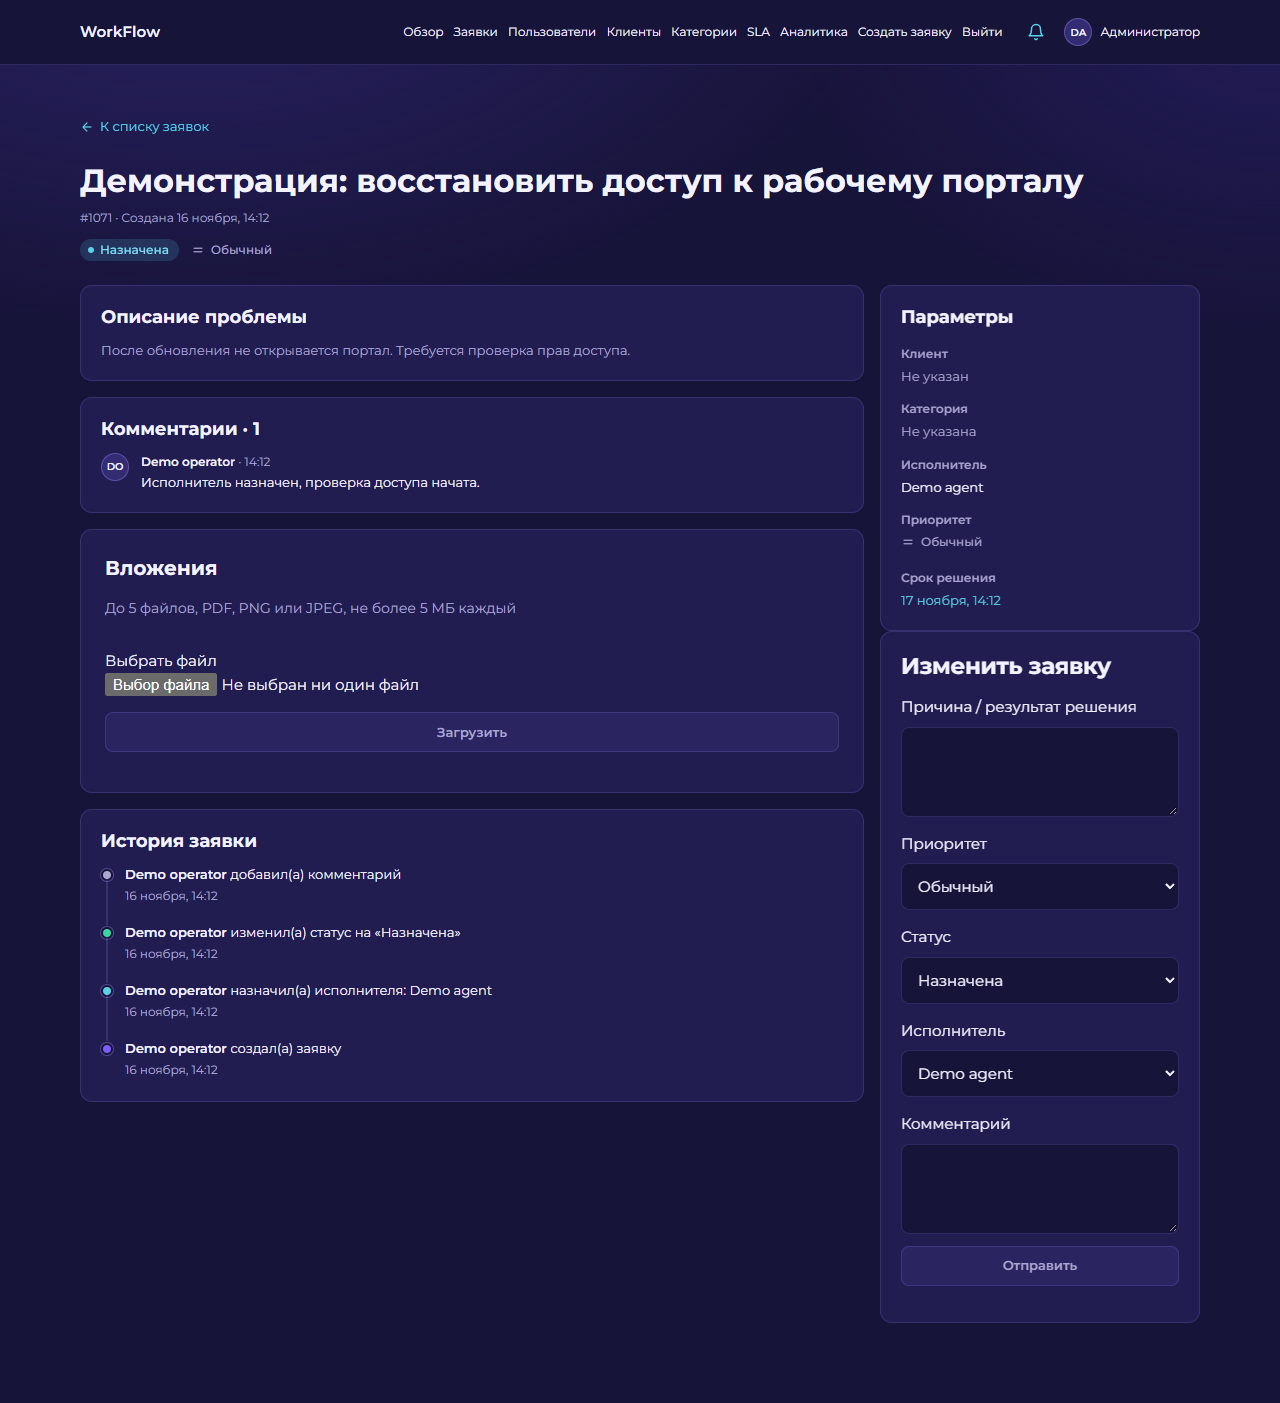 WorkFlow
Обзор Заявки Пользователи Клиенты Категории SLA Аналитика Создать заявку Выйти DA Администратор
← К списку заявок
Демонстрация: восстановить доступ к рабочему порталу
#1071 · Создана 16 ноября, 14:12
Назначена = Обычный
Описание проблемы
После обновления не открывается портал. Требуется проверка прав доступа.
Комментарии · 1
DO Demo operator · 14:12
Исполнитель назначен, проверка доступа начата.
Вложения
До 5 файлов, PDF, PNG или JPEG, не более 5 МБ каждый
Выбрать файл
Выбор файла Не выбран ни один файл
Загрузить
История заявки
Demo operator добавил(а) комментарий
16 ноября, 14:12
Demo operator изменил(а) статус на «Назначена»
16 ноября, 14:12
Demo operator назначил(а) исполнителя: Demo agent
16 ноября, 14:12
Demo operator создал(а) заявку
16 ноября, 14:12
Параметры
Клиент
Не указан
Категория
Не указана
Исполнитель
Demo agent
Приоритет
= Обычный
Срок решения
17 ноября, 14:12
Изменить заявку
Причина / результат решения
Приоритет
Обычный
Статус
Назначена
Исполнитель
Demo agent
Комментарий
Отправить